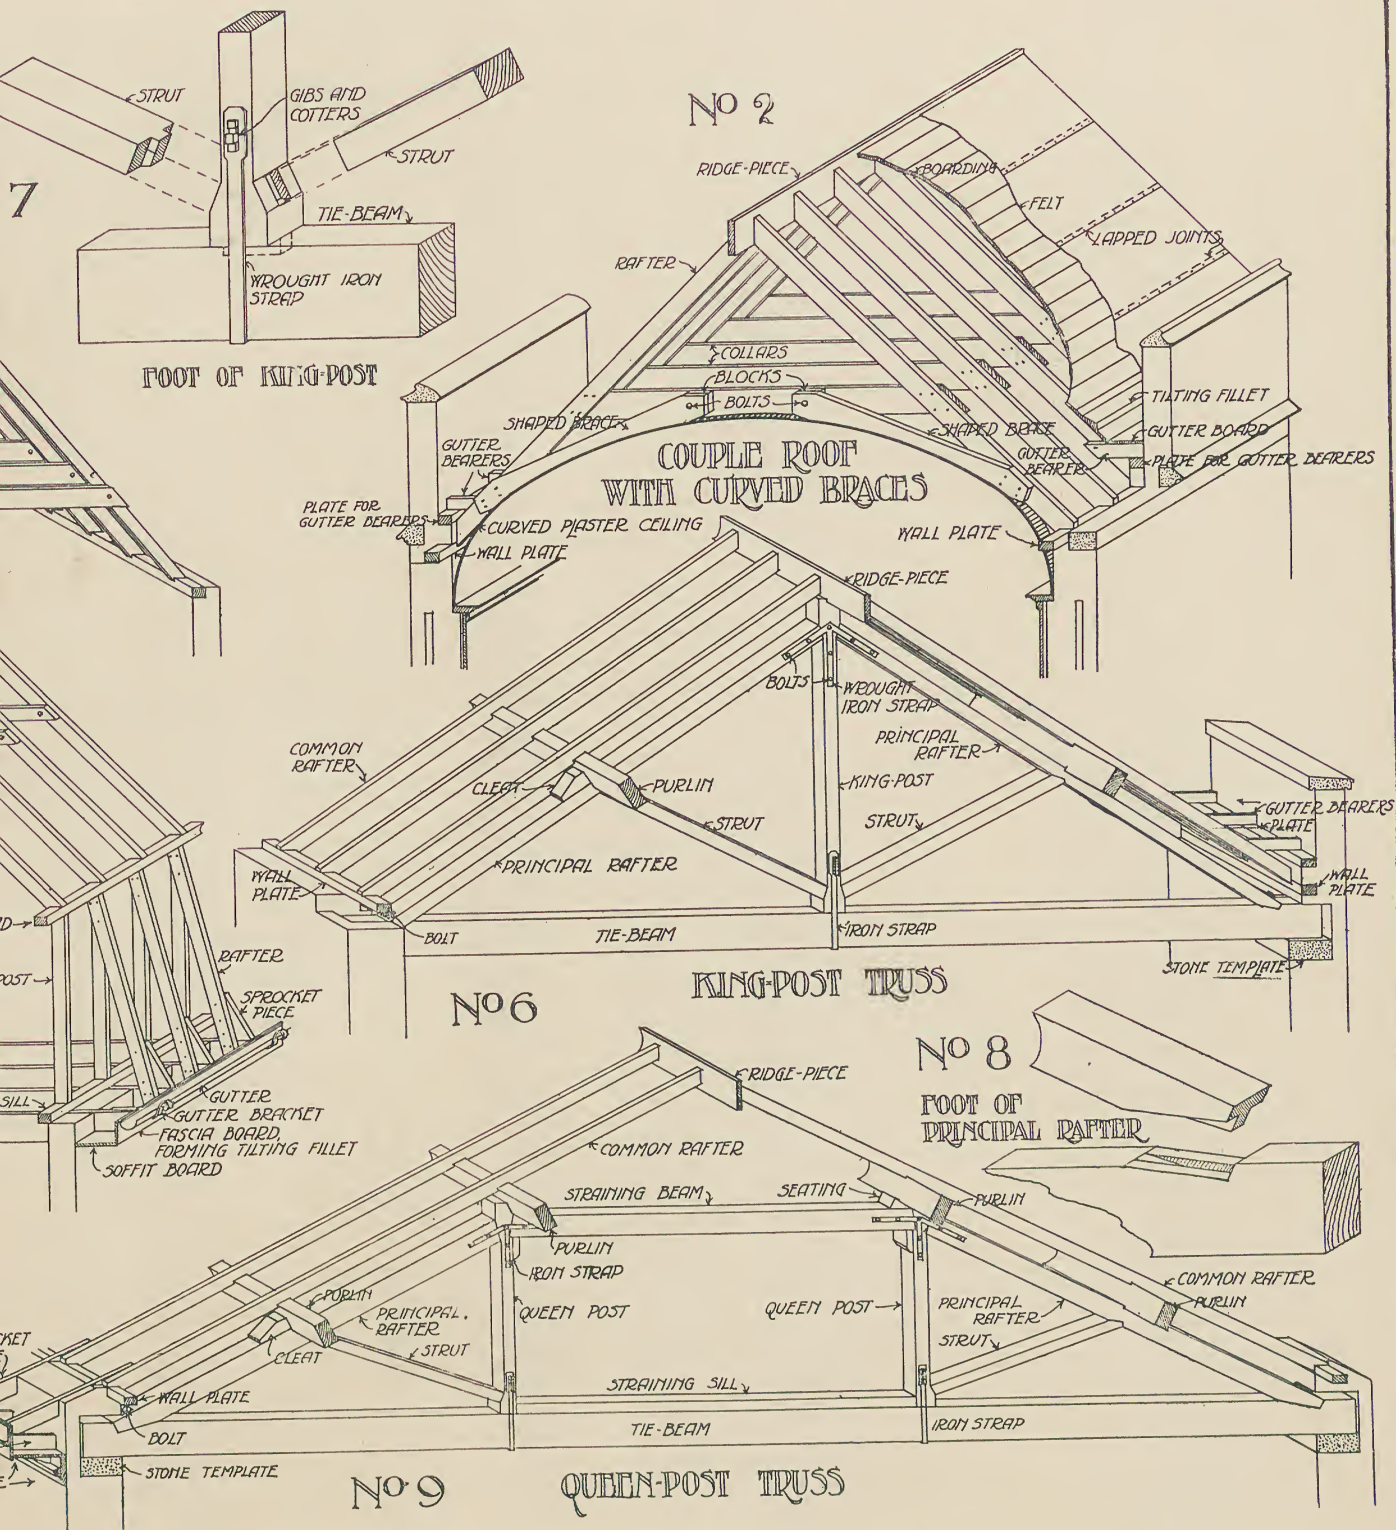 STRUT
GIBS AND
COTTERS
STRUT
7
TIE-BEAM
WROUGHT IRON
STRAP
FOOT OF KING-POST
No 2
RIDGE-PIECE
BOARDING
FELT
LAPPED JOINTS
RAFTER
COLLARS
BLOCKS
BOLTS
TILTING FILLET
SHAPED BRACE
SHAPED BRACE
GUTTER BOARD
GUTTER
BEARERS
GUTTER
BEARER
PLATE FOR GUTTER BEARERS
COUPLE ROOF
WITH CURVED BRACES
PLATE FOR
GUTTER BEARERS
CURVED PLASTER CEILING
WALL PLATE
WALL PLATE
RIDGE-PIECE
BOLTS
WROUGHT
IRON STRAP
PRINCIPAL
RAFTER
COMMON
RAFTER
CLEAT
PURLIN
KING-POST
STRUT
STRUT
GUTTER BEARERS
PLATE
PRINCIPAL RAFTER
WALL
PLATE
WALL
PLATE
BOLT
TIE-BEAM
IRON STRAP
STONE TEMPLATE
KING-POST TRUSS
No 6
POST
RAFTER
SPROCKET
PIECE
SILL
GUTTER
GUTTER BRACKET
FASCIA BOARD,
FORMING TILTING FILLET
SOFFIT BOARD
No 8
FOOT OF
PRINCIPAL RAFTER
RIDGE-PIECE
COMMON RAFTER
STRAINING BEAM
SEATING
PURLIN
PURLIN
IRON STRAP
QUEEN POST
QUEEN POST
COMMON RAFTER
PURLIN
PURLIN
PRINCIPAL
RAFTER
PRINCIPAL
RAFTER
STRUT
CLEAT
STRUT
WALL PLATE
STRAINING SILL
BOLT
TIE-BEAM
IRON STRAP
STONE TEMPLATE
No 9
QUEEN-POST TRUSS